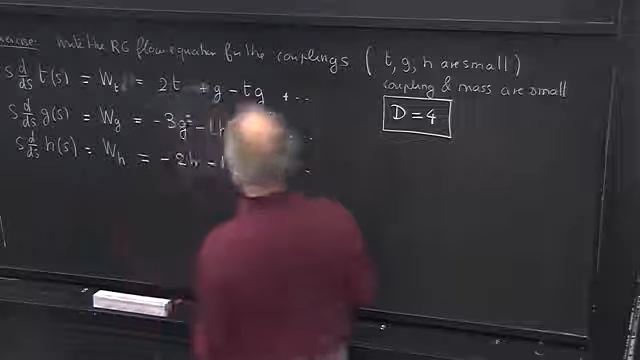 exercise: write the RG flow equation for the couplings ( t, g, h are small )
coupling & mass are small
S d/ds t(s) = W_t = 2t + g - tg + ...
D = 4
S d/ds g(s) = W_g = - 3g² -
S d/ds h(s) = W_h = - 2h -